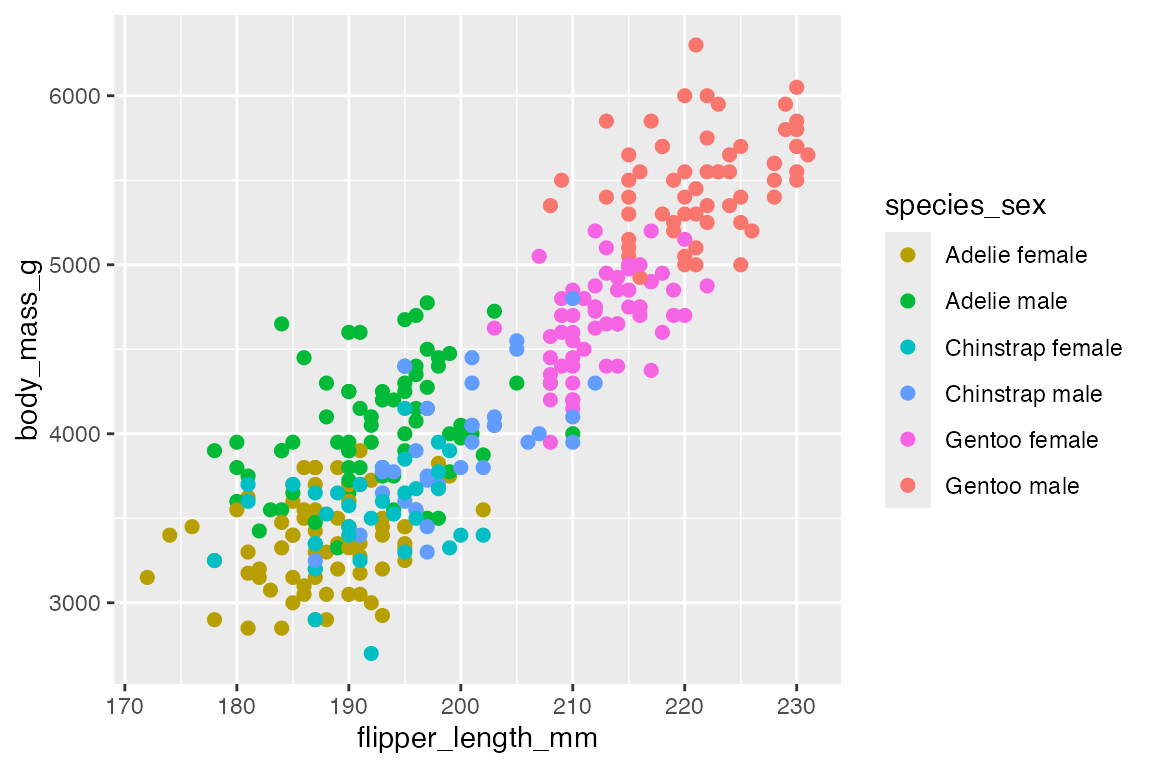 body_mass_g
6000
5000
4000
3000
170 180 190 200 210 220 230
flipper_length_mm
species_sex
Adelie female
Adelie male
Chinstrap female
Chinstrap male
Gentoo female
Gentoo male